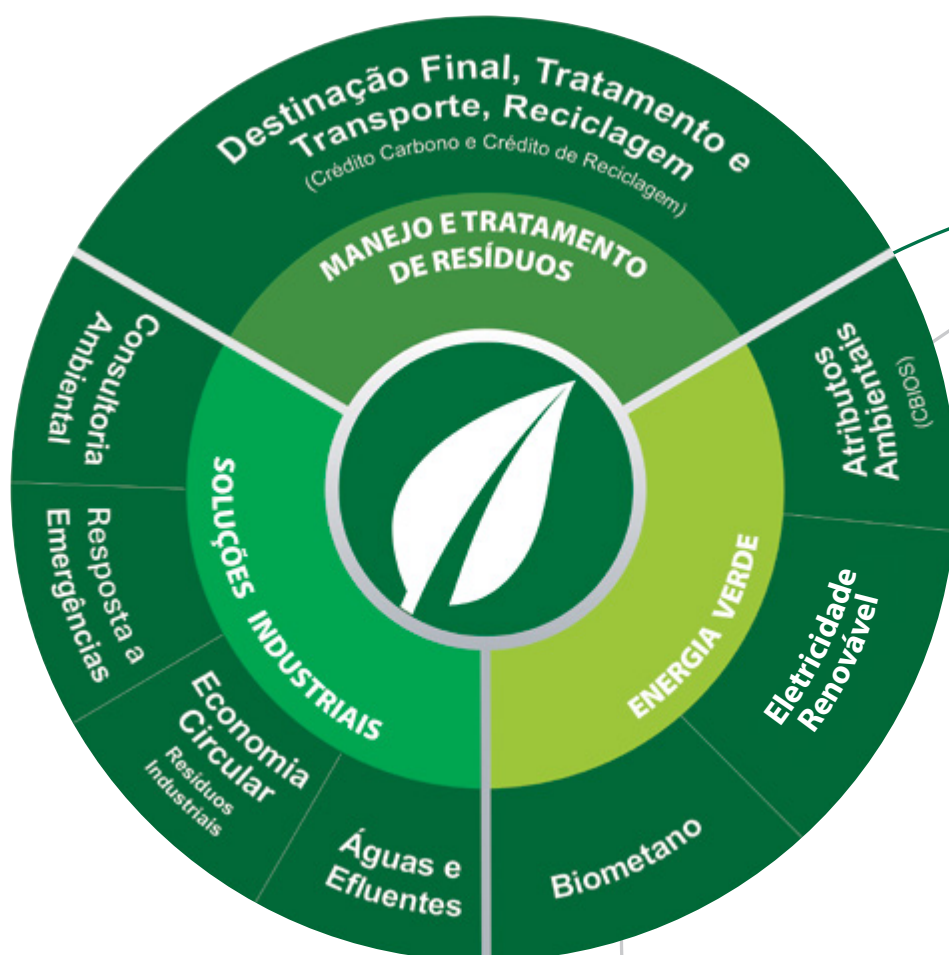 Destinação Final, Tratamento e
Transporte, Reciclagem
(Crédito Carbono e Crédito de Reciclagem)
MANEJO E TRATAMENTO
DE RESÍDUOS
Atributos
Ambientais
(CBIOS)
Eletricidade
Renovável
Biometano
ENERGIA VERDE
Consultoria
Ambiental
Resposta a
Emergências
Economia
Circular
Resíduos
Industriais
Águas e
Efluentes
SOLUÇÕES INDUSTRIAIS